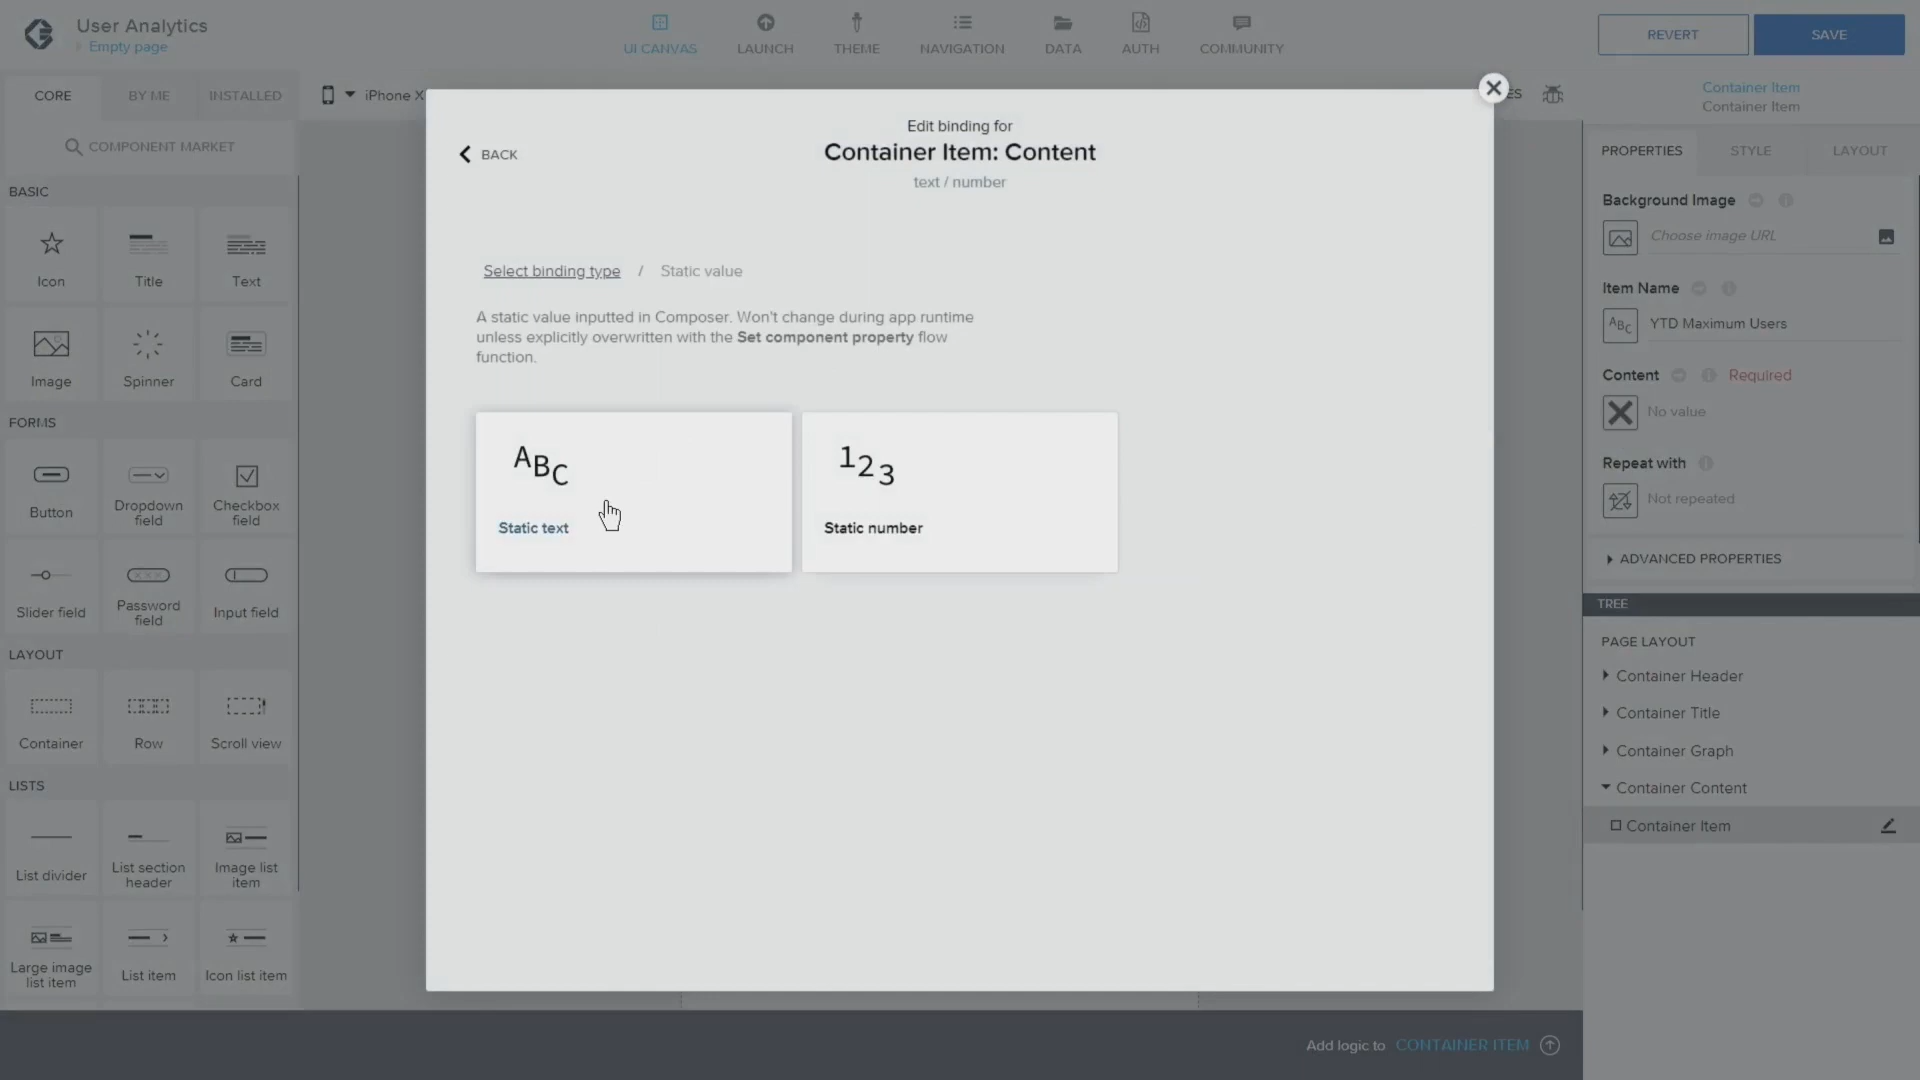 User Analytics
Empty page
UI CANVAS
LAUNCH
THEME
NAVIGATION
DATA
AUTH
COMMUNITY
REVERT
SAVE
CORE
BY ME
INSTALLED
iPhone X
ES
COMPONENT MARKET
BASIC
Icon
Title
Text
Image
Spinner
Card
FORMS
Button
Dropdown
field
Checkbox
field
Slider field
Password
field
Input field
LAYOUT
Container
Row
Scroll view
LISTS
List divider
List section
header
Image list
item
Large image
list item
List item
Icon list item
BACK
Edit binding for
Container Item: Content
text / number
Select binding type / Static value
A static value inputted in Composer. Won't change during app runtime
unless explicitly overwritten with the Set component property flow
function.
ABC
Static text
123
Static number
Container Item
Container Item
PROPERTIES
STYLE
LAYOUT
Background Image
Choose image URL
Item Name
ABC
YTD Maximum Users
Content
Required
No value
Repeat with
Not repeated
ADVANCED PROPERTIES
TREE
PAGE LAYOUT
Container Header
Container Title
Container Graph
Container Content
Container Item
Add logic to CONTAINER ITEM